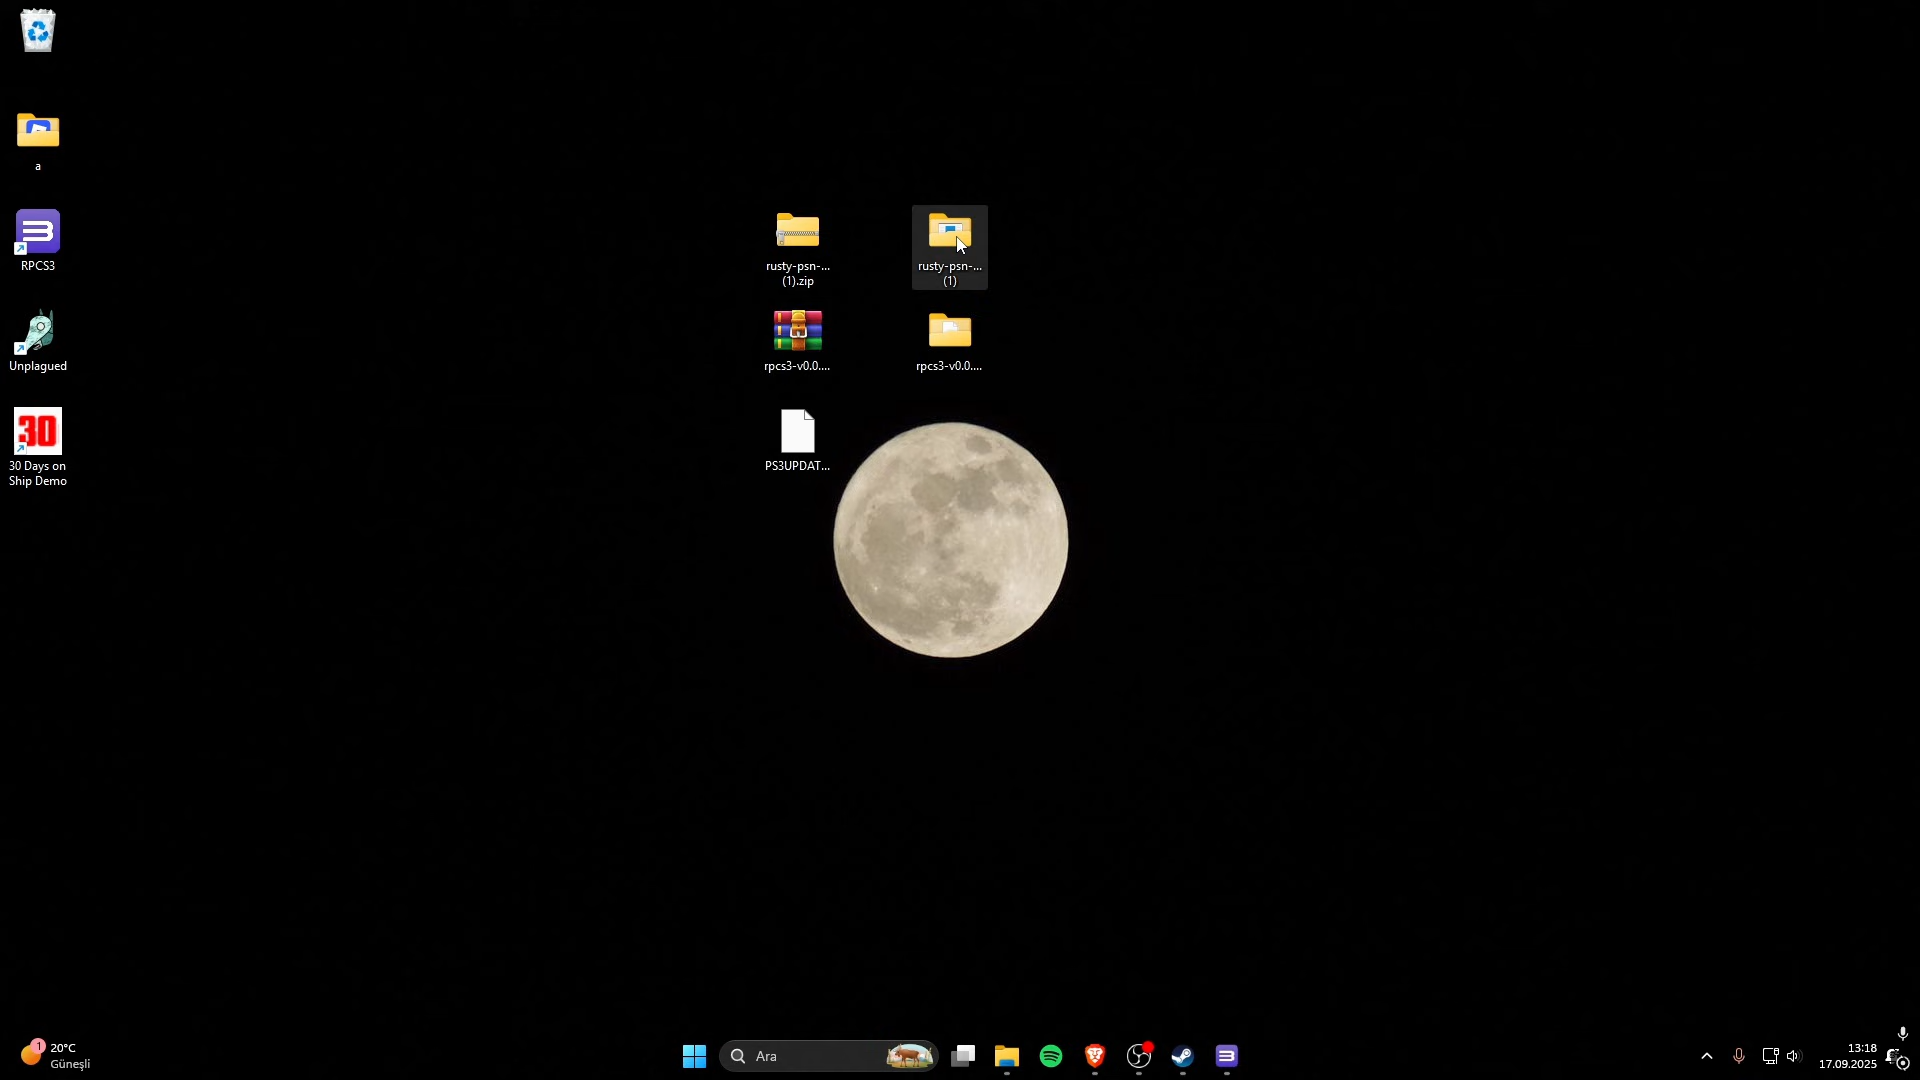 a
RPCS3
Unplagued
30
30 Days on
Ship Demo
rusty-psn-...
(1).zip
rusty-psn-...
(1)
rpcs3-v0.0....
rpcs3-v0.0....
PS3UPDAT...
1
20°C
Güneşli
Ara
13:18
17.09.2025